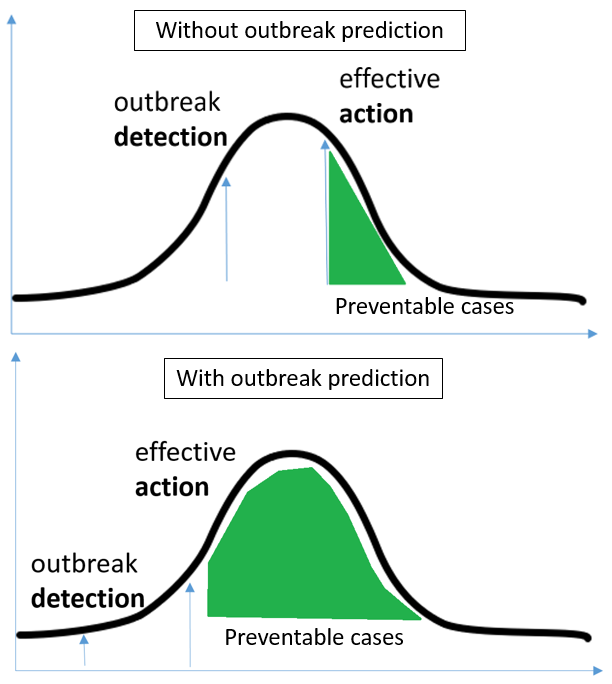 Without outbreak prediction
effective
action
outbreak
detection
Preventable cases
With outbreak prediction
effective
action
outbreak
detection
Preventable cases